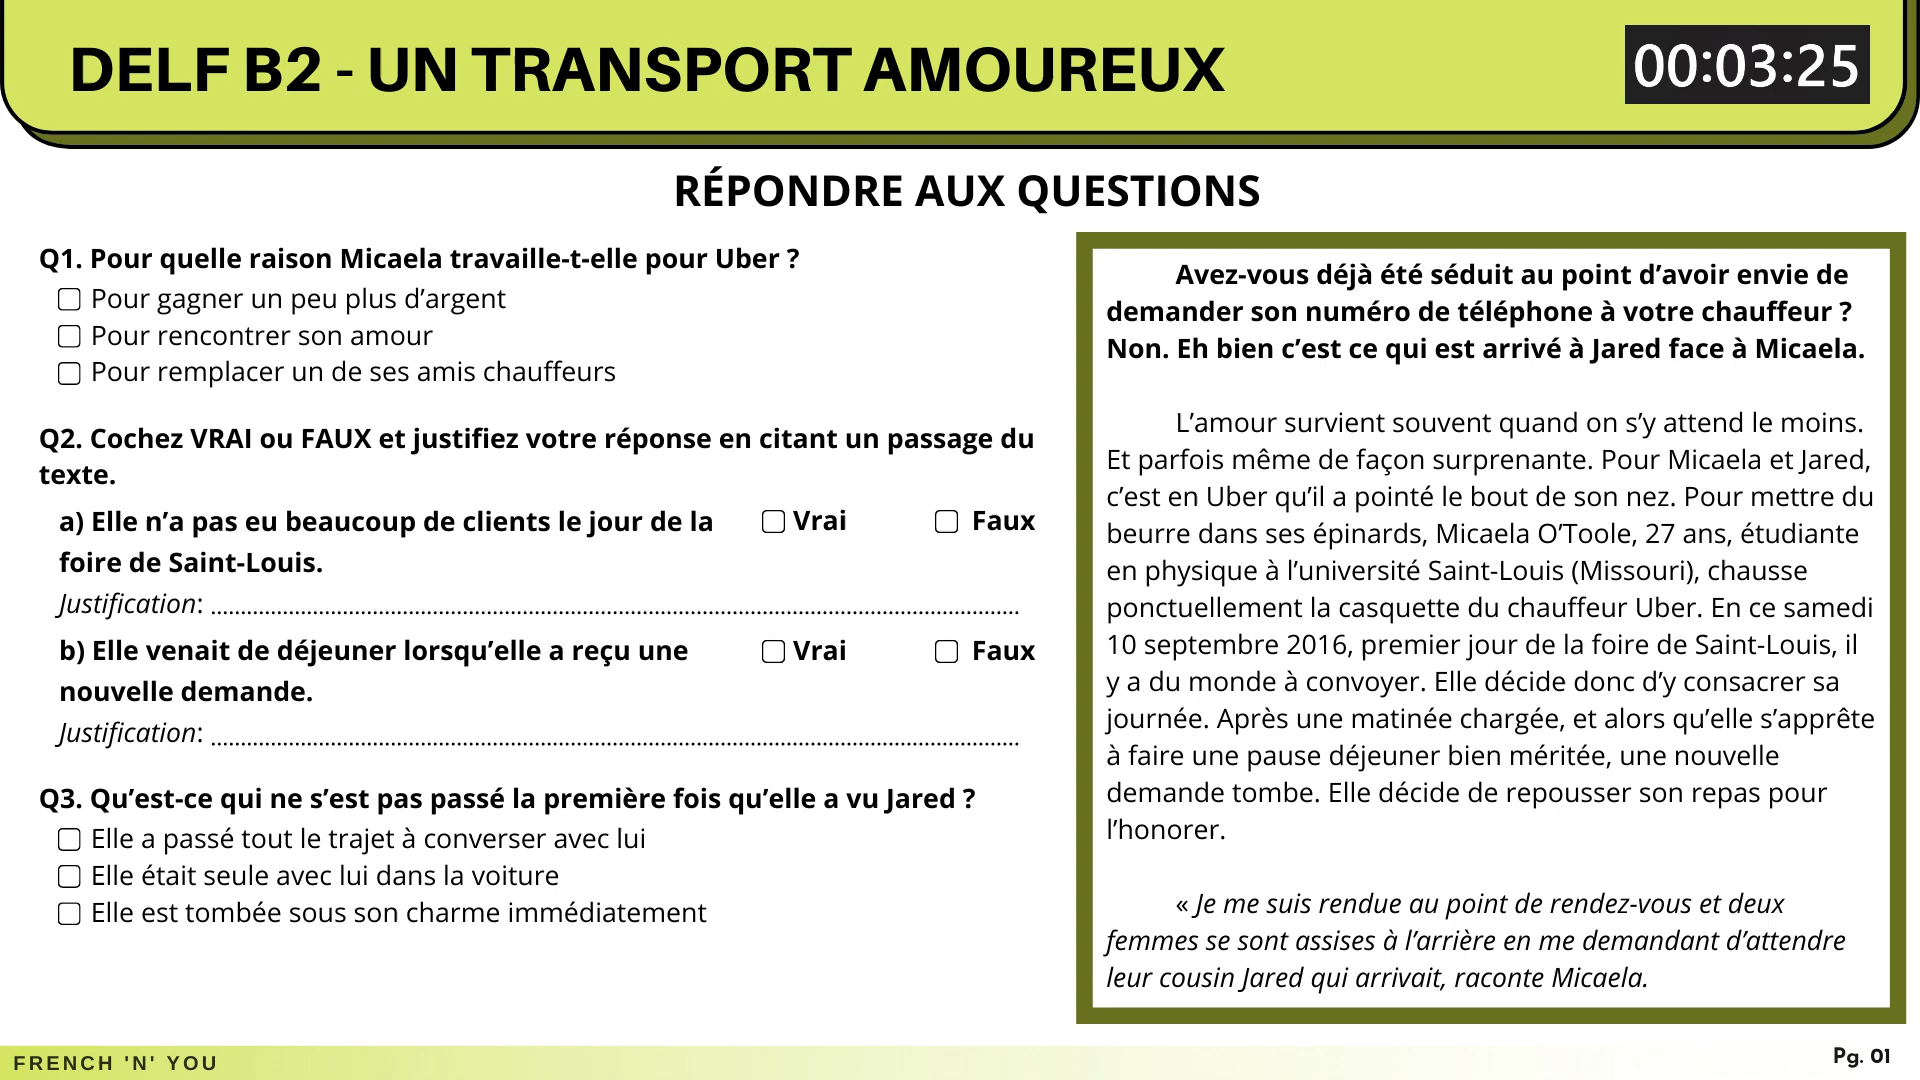 DELF B2 - UN TRANSPORT AMOUREUX
00:03:25
RÉPONDRE AUX QUESTIONS
Q1. Pour quelle raison Micaela travaille-t-elle pour Uber ?
Pour gagner un peu plus d’argent
Pour rencontrer son amour
Pour remplacer un de ses amis chauffeurs
Q2. Cochez VRAI ou FAUX et justifiez votre réponse en citant un passage du
texte.
a) Elle n’a pas eu beaucoup de clients le jour de la Vrai Faux
foire de Saint-Louis.
Justification: ........................................................................
b) Elle venait de déjeuner lorsqu’elle a reçu une Vrai Faux
nouvelle demande.
Justification: ........................................................................
Q3. Qu’est-ce qui ne s’est pas passé la première fois qu’elle a vu Jared ?
Elle a passé tout le trajet à converser avec lui
Elle était seule avec lui dans la voiture
Elle est tombée sous son charme immédiatement
Avez-vous déjà été séduit au point d’avoir envie de
demander son numéro de téléphone à votre chauffeur ?
Non. Eh bien c’est ce qui est arrivé à Jared face à Micaela.
L’amour survient souvent quand on s’y attend le moins.
Et parfois même de façon surprenante. Pour Micaela et Jared,
c’est en Uber qu’il a pointé le bout de son nez. Pour mettre du
beurre dans ses épinards, Micaela O’Toole, 27 ans, étudiante
en physique à l’université Saint-Louis (Missouri), chausse
ponctuellement la casquette du chauffeur Uber. En ce samedi
10 septembre 2016, premier jour de la foire de Saint-Louis, il
y a du monde à convoyer. Elle décide donc d’y consacrer sa
journée. Après une matinée chargée, et alors qu’elle s’apprête
à faire une pause déjeuner bien méritée, une nouvelle
demande tombe. Elle décide de repousser son repas pour
l’honorer.
« Je me suis rendue au point de rendez-vous et deux
femmes se sont assises à l’arrière en me demandant d’attendre
leur cousin Jared qui arrivait, raconte Micaela.
FRENCH 'N' YOU
Pg. 01